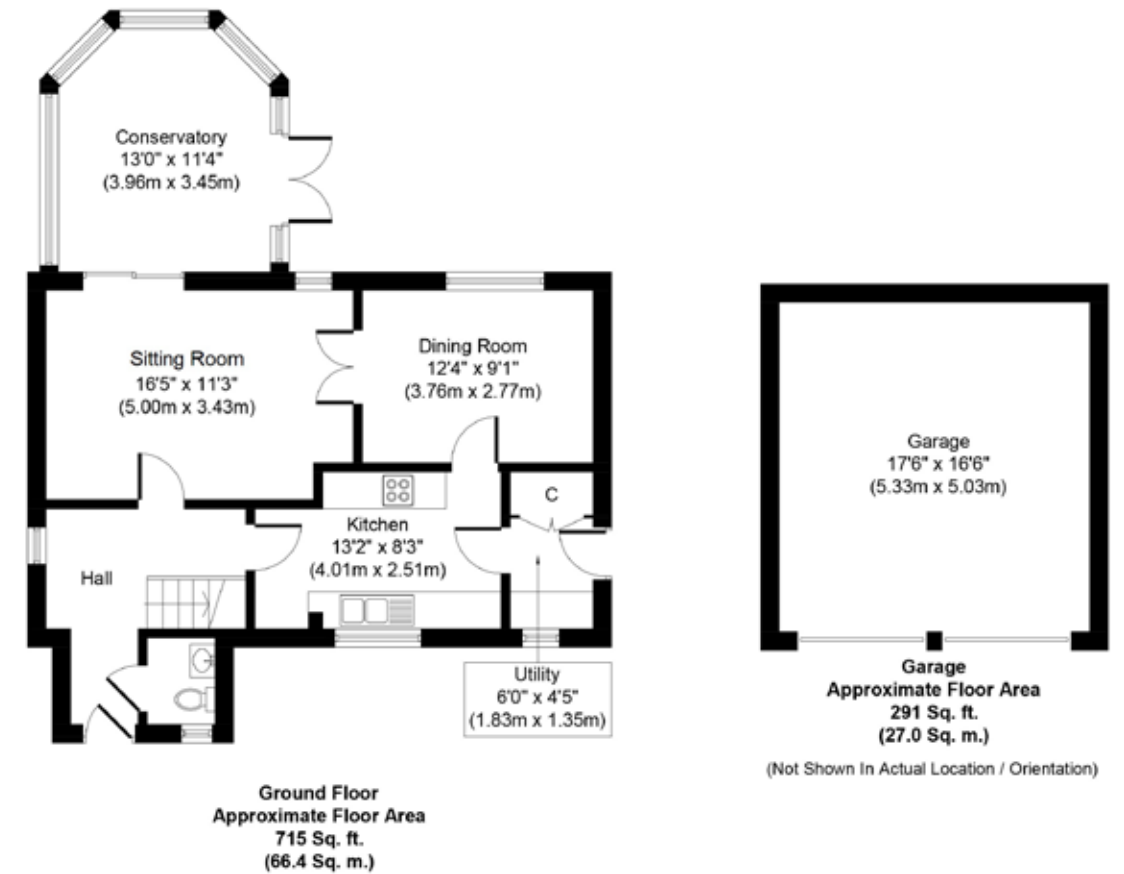 Conservatory
13'0" x 11'4"
(3.96m x 3.45m)
Sitting Room
16'5" x 11'3"
(5.00m x 3.43m)
Dining Room
12'4" x 9'1"
(3.76m x 2.77m)
Kitchen
13'2" x 8'3"
(4.01m x 2.51m)
C
Hall
Utility
6'0" x 4'5"
(1.83m x 1.35m)
Ground Floor
Approximate Floor Area
715 Sq. ft.
(66.4 Sq. m.)
Garage
17'6" x 16'6"
(5.33m x 5.03m)
Garage
Approximate Floor Area
291 Sq. ft.
(27.0 Sq. m.)
(Not Shown In Actual Location / Orientation)